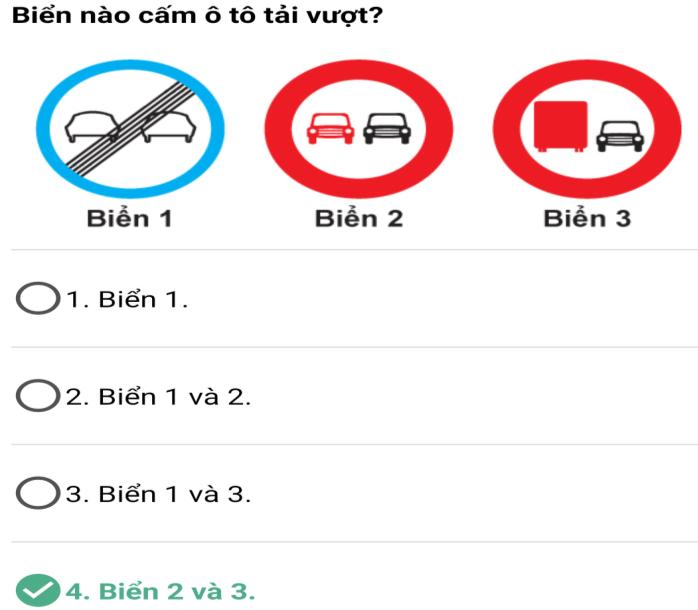 Biển nào cấm ô tô tải vượt?
Biển 1 Biển 2 Biển 3
1. Biển 1.
2. Biển 1 và 2.
3. Biển 1 và 3.
4. Biển 2 và 3.